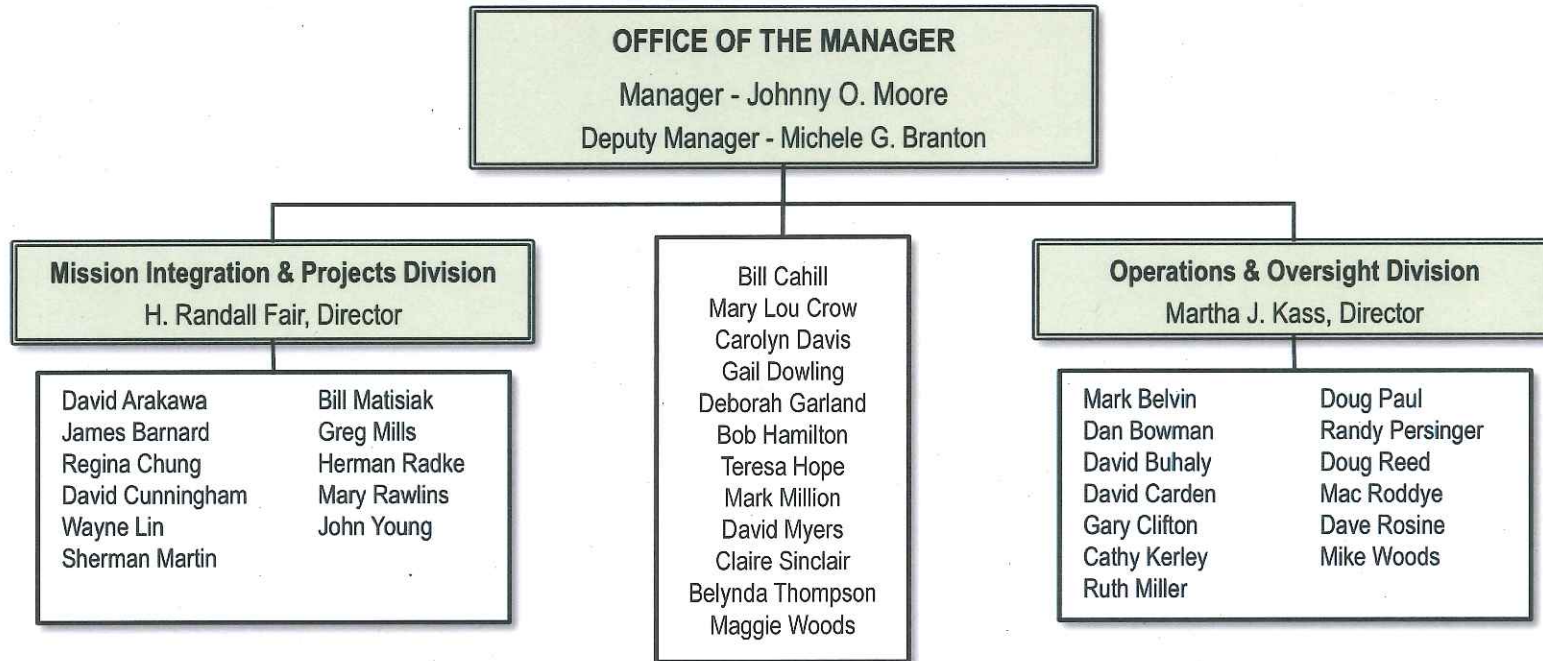 OFFICE OF THE MANAGER
Manager - Johnny O. Moore
Deputy Manager - Michele G. Branton
Mission Integration & Projects Division
H. Randall Fair, Director
David Arakawa
James Barnard
Regina Chung
David Cunningham
Wayne Lin
Sherman Martin
Bill Matisiak
Greg Mills
Herman Radke
Mary Rawlins
John Young
Bill Cahill
Mary Lou Crow
Carolyn Davis
Gail Dowling
Deborah Garland
Bob Hamilton
Teresa Hope
Mark Million
David Myers
Claire Sinclair
Belynda Thompson
Maggie Woods
Operations & Oversight Division
Martha J. Kass, Director
Mark Belvin
Dan Bowman
David Buhaly
David Carden
Gary Clifton
Cathy Kerley
Ruth Miller
Doug Paul
Randy Persinger
Doug Reed
Mac Roddye
Dave Rosine
Mike Woods